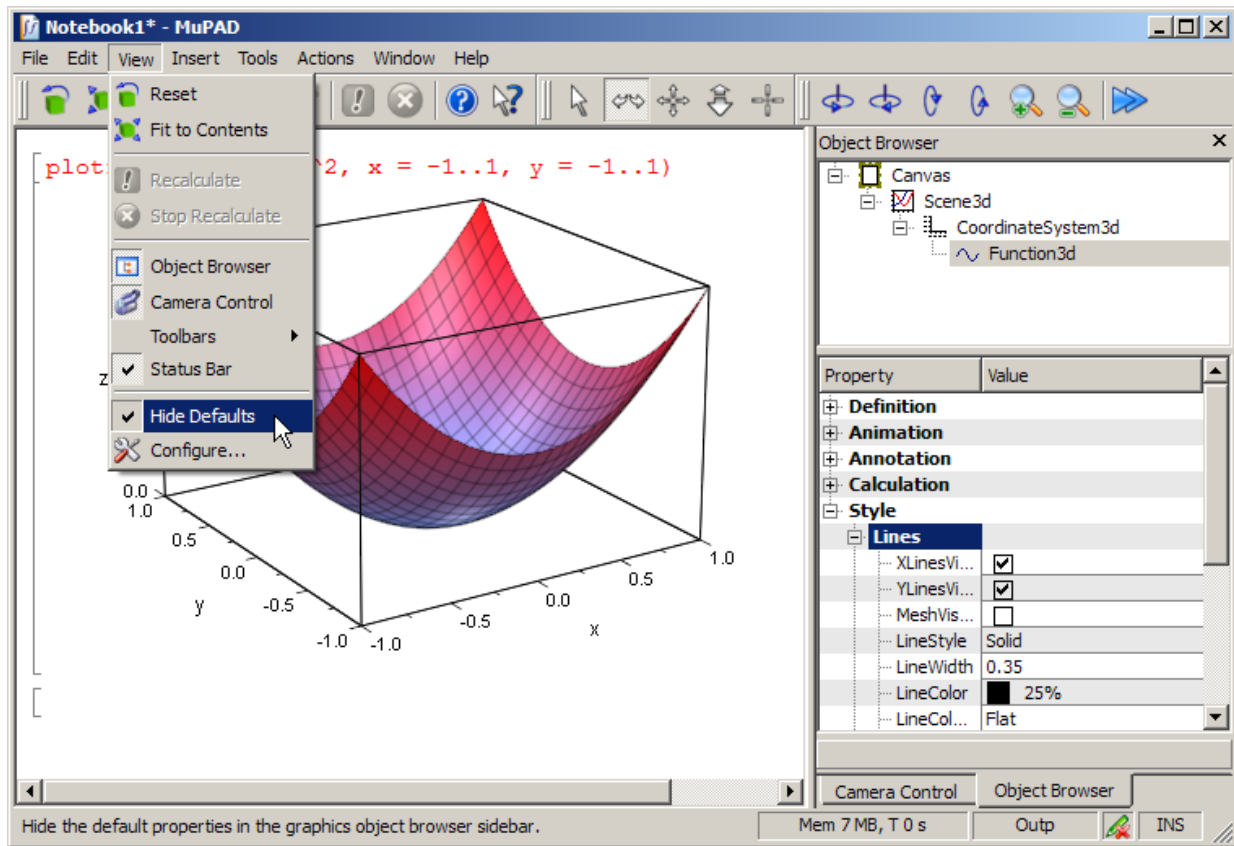 Notebook1* - MuPAD
File Edit View Insert Tools Actions Window Help
Reset
Fit to Contents
Recalculate
Stop Recalculate
Object Browser
Camera Control
Toolbars
Status Bar
Hide Defaults
Configure...
plot
^2, x = -1..1, y = -1..1)
z
0.0
1.0
0.5
0.0
-0.5
-1.0
y
-1.0
-0.5
0.0
0.5
1.0
x
Object Browser
Canvas
Scene3d
CoordinateSystem3d
Function3d
Property Value
Definition
Animation
Annotation
Calculation
Style
Lines
XLinesVi...
YLinesVi...
MeshVis...
LineStyle Solid
LineWidth 0.35
LineColor 25%
LineCol... Flat
Camera Control Object Browser
Hide the default properties in the graphics object browser sidebar. Mem 7 MB, T 0 s Outp INS